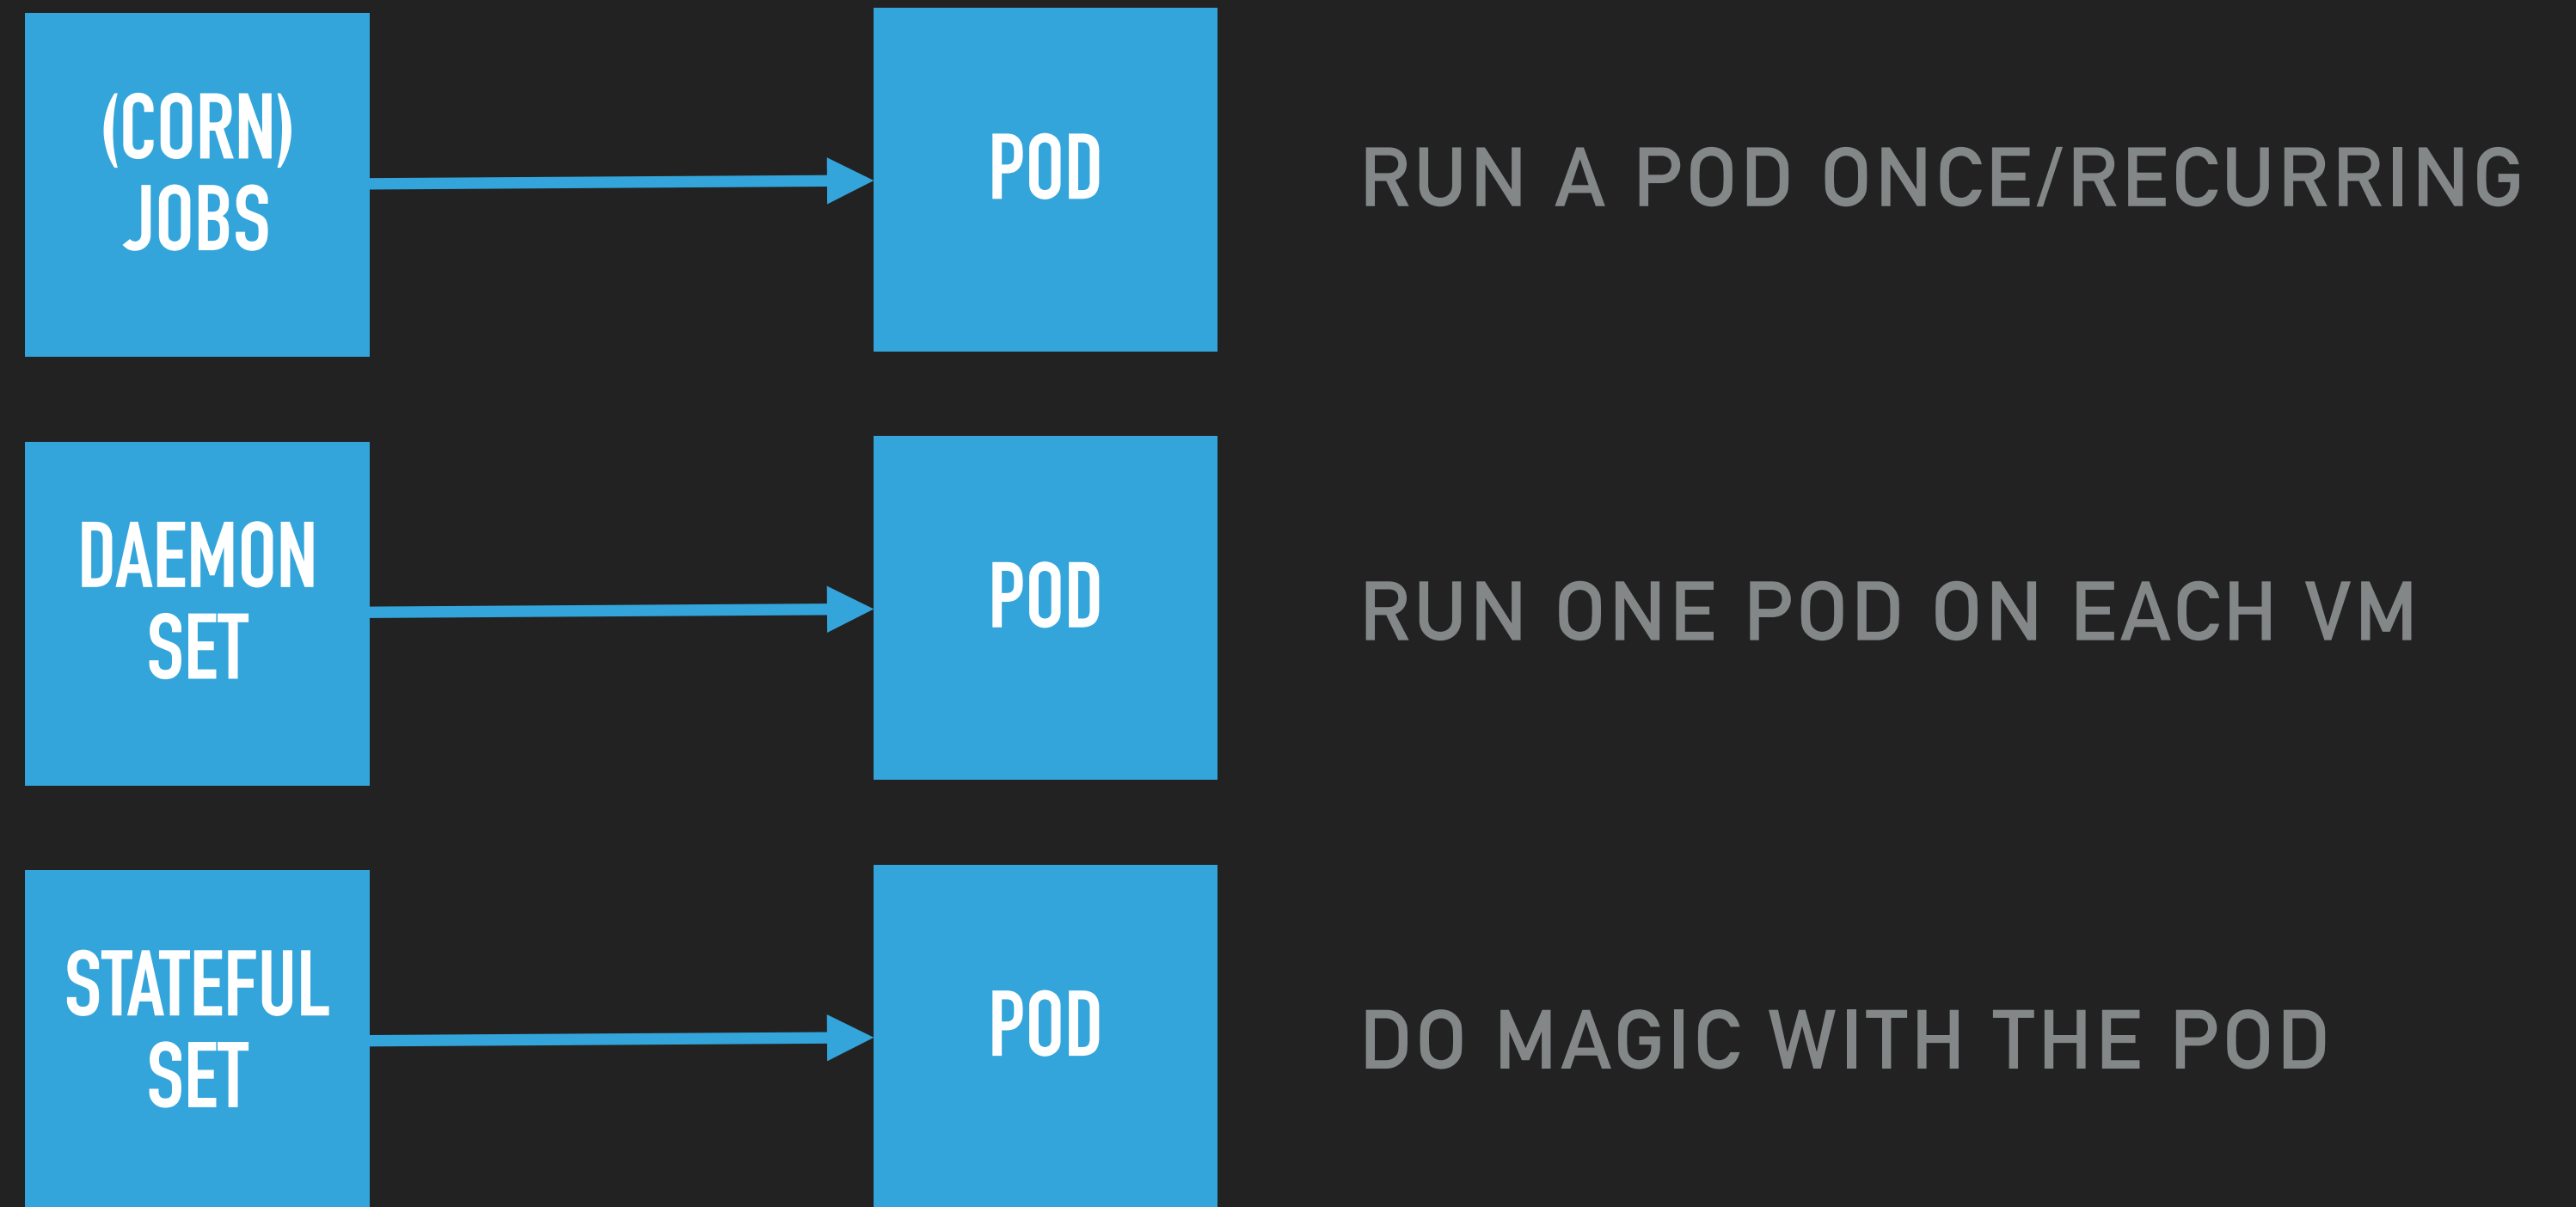 (CORN)
JOBS
POD
RUN A POD ONCE/RECURRING
DAEMON
SET
POD
RUN ONE POD ON EACH VM
STATEFUL
SET
POD
DO MAGIC WITH THE POD